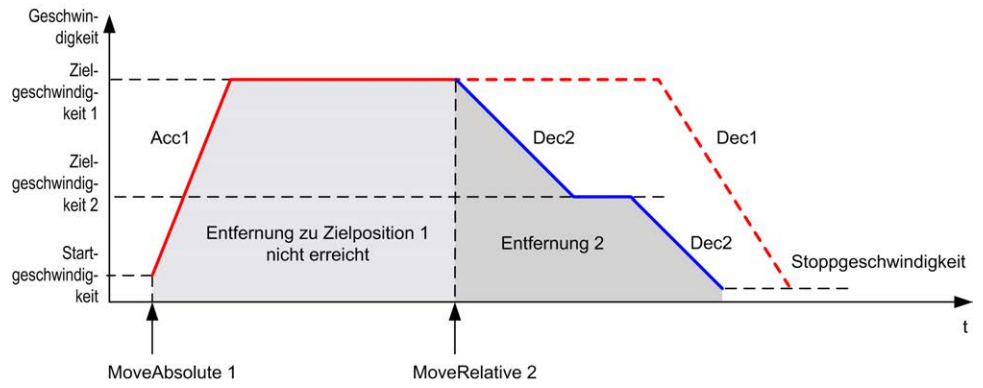 Geschwin-
digkeit
Ziel-
geschwindig-
keit 1
Acc1
Dec2
Dec1
Ziel-
geschwindig-
keit 2
Entfernung zu Zielposition 1
nicht erreicht
Entfernung 2
Dec2
Start-
geschwindig-
keit
Stoppgeschwindigkeit
t
MoveAbsolute 1
MoveRelative 2